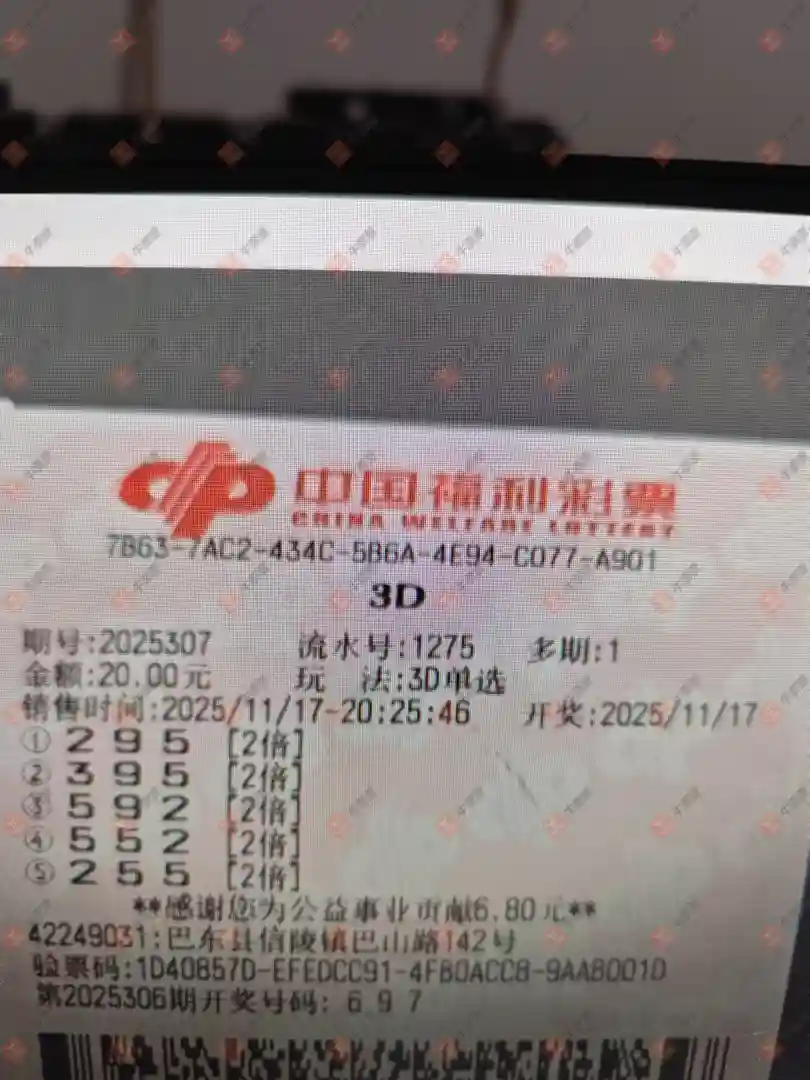 中国福利彩票
CHINA WELFARE LOTTERY
7B63-7AC2-434C-5B6A-4E94-C077-A901
3D
期号:2025307 流水号:1275 多期:1
金额:20.00元 玩 法:3D单选
销售时间:2025/11/17-20:25:46 开奖:2025/11/17
① 2 9 5 [2倍]
② 3 9 5 [2倍]
③ 5 9 2 [2倍]
④ 5 5 2 [2倍]
⑤ 2 5 5 [2倍]
**感谢您为公益事业贡献6.80元**
42249031:巴东县信陵镇巴山路142号
验票码:1D40857D-EFEDCC91-4FB0ACC8-9AA8001D
第2025306期开奖号码: 6 9 7